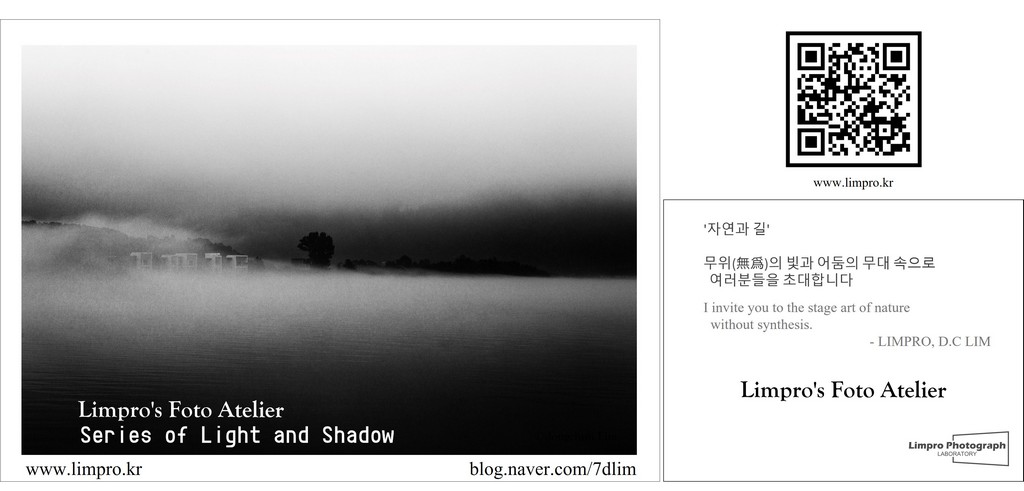 Limpro's Foto Atelier
Series of Light and Shadow
www.limpro.kr
blog.naver.com/7dlim
www.limpro.kr
'자연과 길'
무위(無爲)의 빛과 어둠의 무대 속으로
여러분들을 초대합니다
I invite you to the stage art of nature
without synthesis.
- LIMPRO, D.C LIM
Limpro's Foto Atelier
Limpro Photograph
LABORATORY